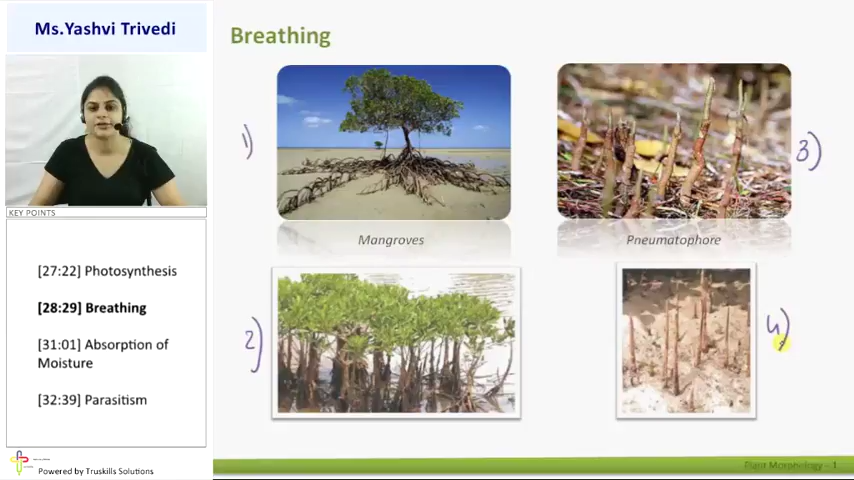 Ms.Yashvi Trivedi
KEY POINTS
[27:22] Photosynthesis
[28:29] Breathing
[31:01] Absorption of
Moisture
[32:39] Parasitism
Powered by Truskills Solutions
Breathing
1)
3)
Mangroves
Pneumatophore
2)
4)
Plant Morphology - 1